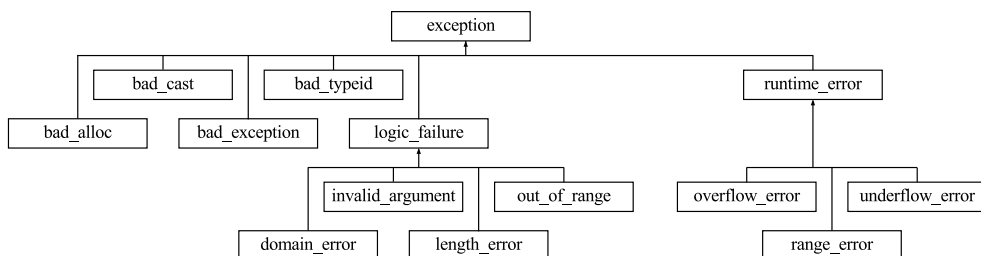 exception
bad_cast
bad_typeid
runtime_error
bad_alloc
bad_exception
logic_failure
invalid_argument
out_of_range
overflow_error
underflow_error
domain_error
length_error
range_error